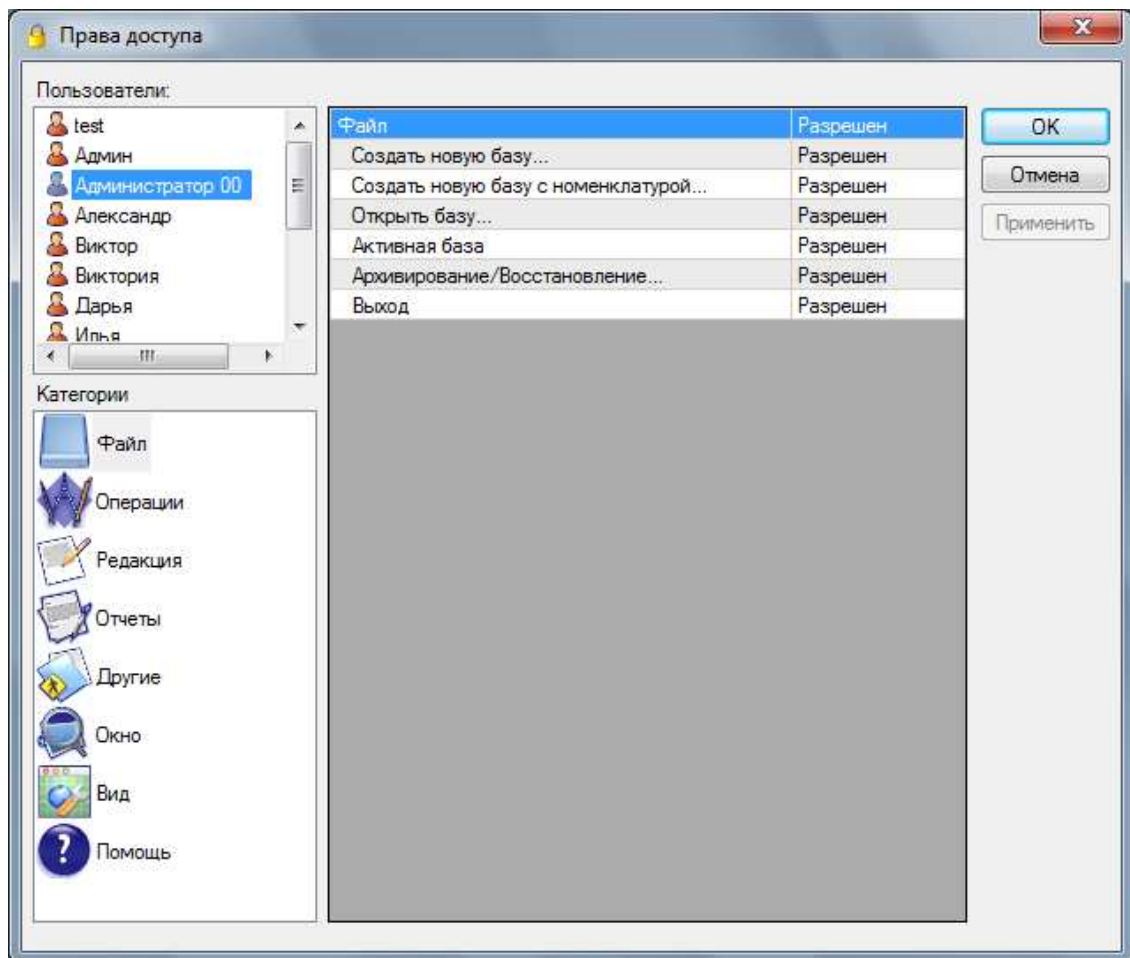 Права доступа
Пользователи:
test
Админ
Администратор 00
Александр
Виктор
Виктория
Дарья
Илья
Категории
Файл
Операции
Редакция
Отчеты
Другие
Окно
Вид
Помощь
Файл Разрешен
Создать новую базу... Разрешен
Создать новую базу с номенклатурой... Разрешен
Открыть базу... Разрешен
Активная база Разрешен
Архивирование/Восстановление... Разрешен
Выход Разрешен
OK
Отмена
Применить